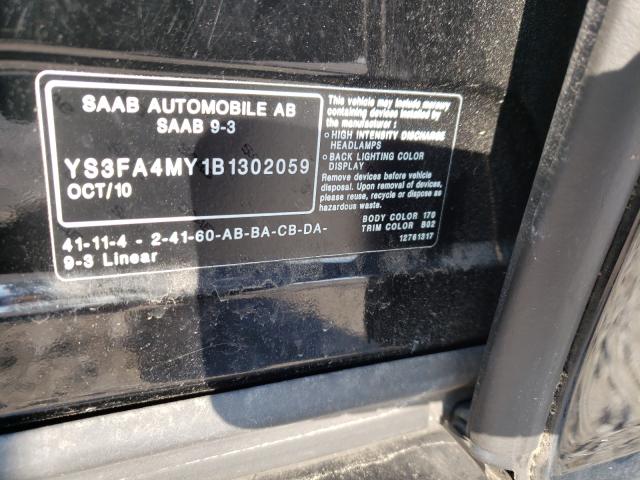 SAAB AUTOMOBILE AB
SAAB 9-3
YS3FA4MY1B1302059
OCT/10
This vehicle may include mercury
containing devices installed by
the manufacturer :
○ HIGH INTENSITY DISCHARGE
HEADLAMPS
○ BACK LIGHTING COLOR
DISPLAY
Remove devices before vehicle
disposal. Upon removal of devices,
please reuse, recycle or dispose as
hazardous waste.
BODY COLOR 170
TRIM COLOR B02
12761317
41-11-4 - 2-41-60-AB-BA-CB-DA-
9-3 Linear